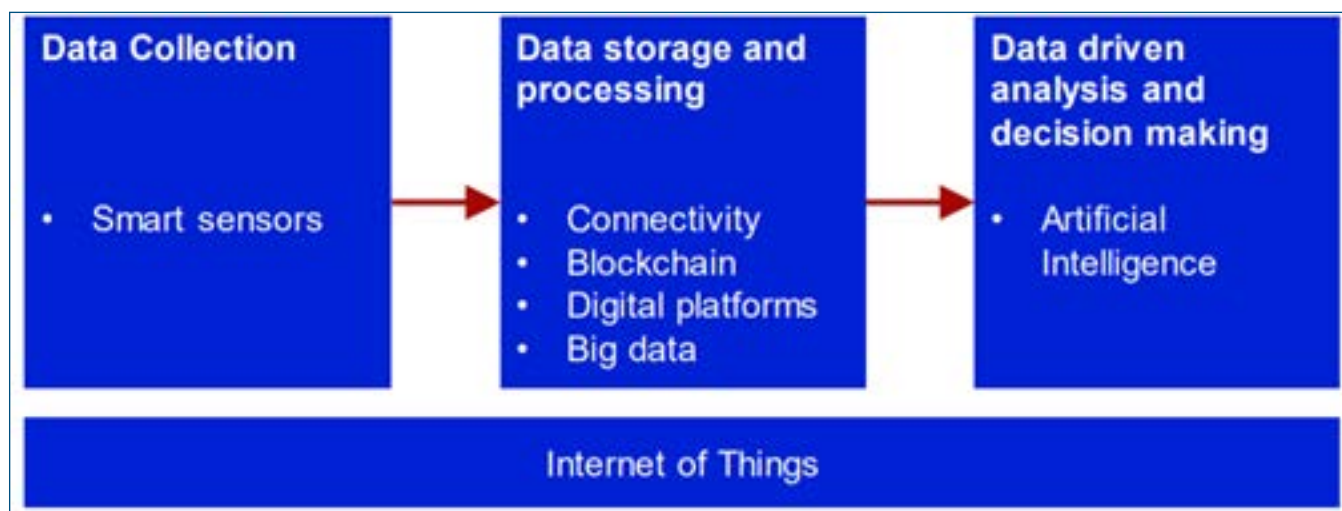 Data Collection
• Smart sensors
Data storage and
processing
• Connectivity
• Blockchain
• Digital platforms
• Big data
Data driven
analysis and
decision making
• Artificial
Intelligence
Internet of Things